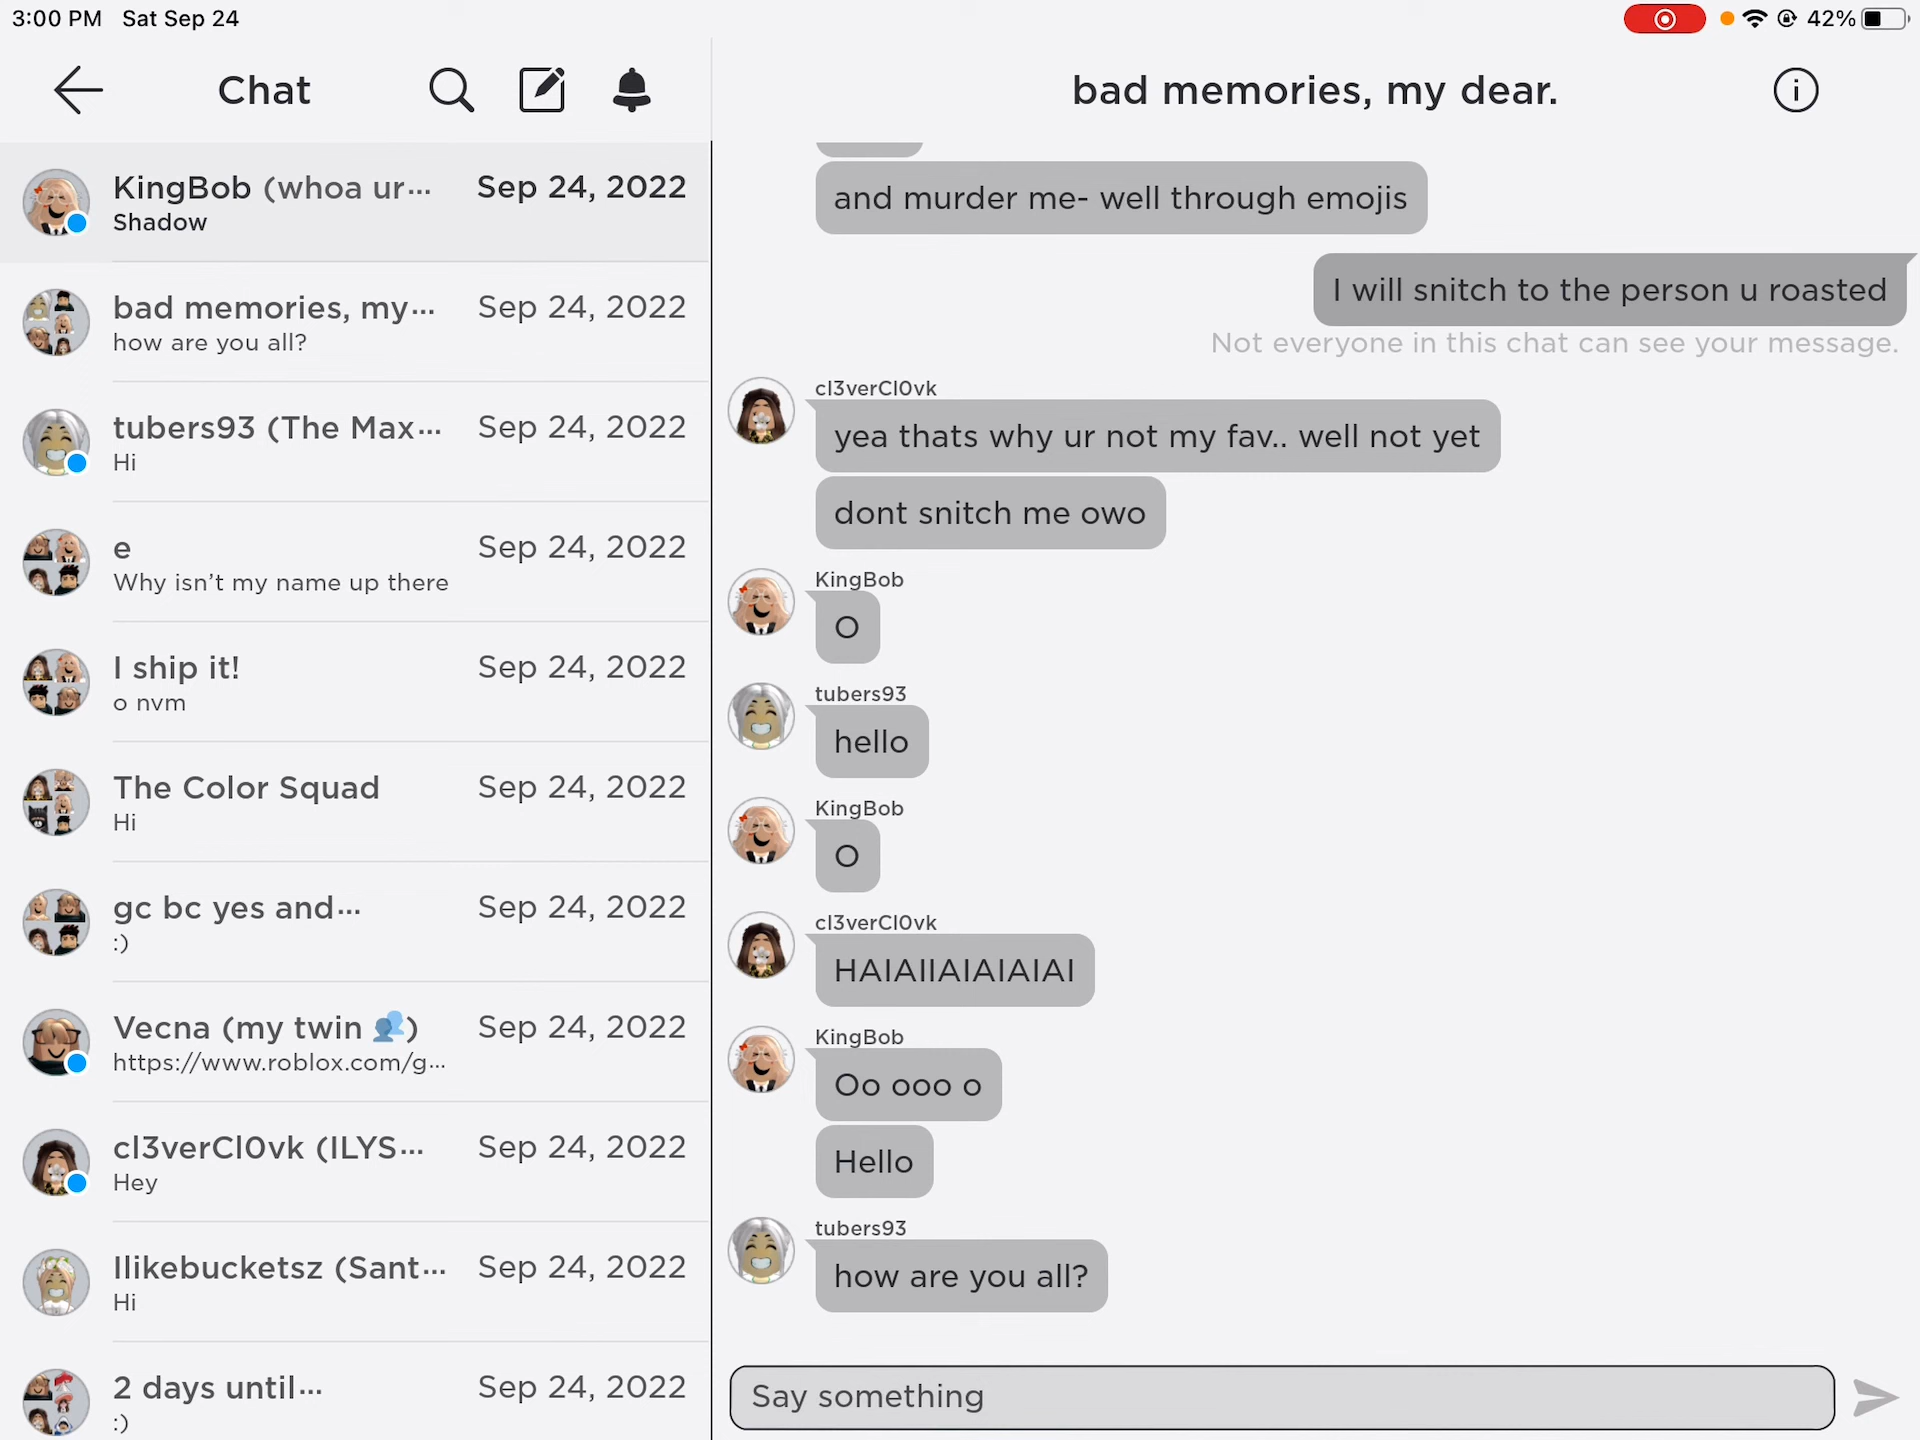 3:00 PM Sat Sep 24
42%
Chat
KingBob (whoa ur... Sep 24, 2022
Shadow
bad memories, my... Sep 24, 2022
how are you all?
tubers93 (The Max... Sep 24, 2022
Hi
e Sep 24, 2022
Why isn't my name up there
I ship it! Sep 24, 2022
o nvm
The Color Squad Sep 24, 2022
Hi
gc bc yes and... Sep 24, 2022
:)
Vecna (my twin 👥) Sep 24, 2022
https://www.roblox.com/g...
cl3verCl0vk (ILYS... Sep 24, 2022
Hey
Ilikebucketsz (Sant... Sep 24, 2022
Hi
2 days until... Sep 24, 2022
:)
bad memories, my dear.
and murder me- well through emojis
I will snitch to the person u roasted
Not everyone in this chat can see your message.
cl3verCl0vk
yea thats why ur not my fav.. well not yet
dont snitch me owo
KingBob
O
tubers93
hello
KingBob
O
cl3verCl0vk
HAIAIIAIAIAIAI
KingBob
Oo ooo o
Hello
tubers93
how are you all?
Say something